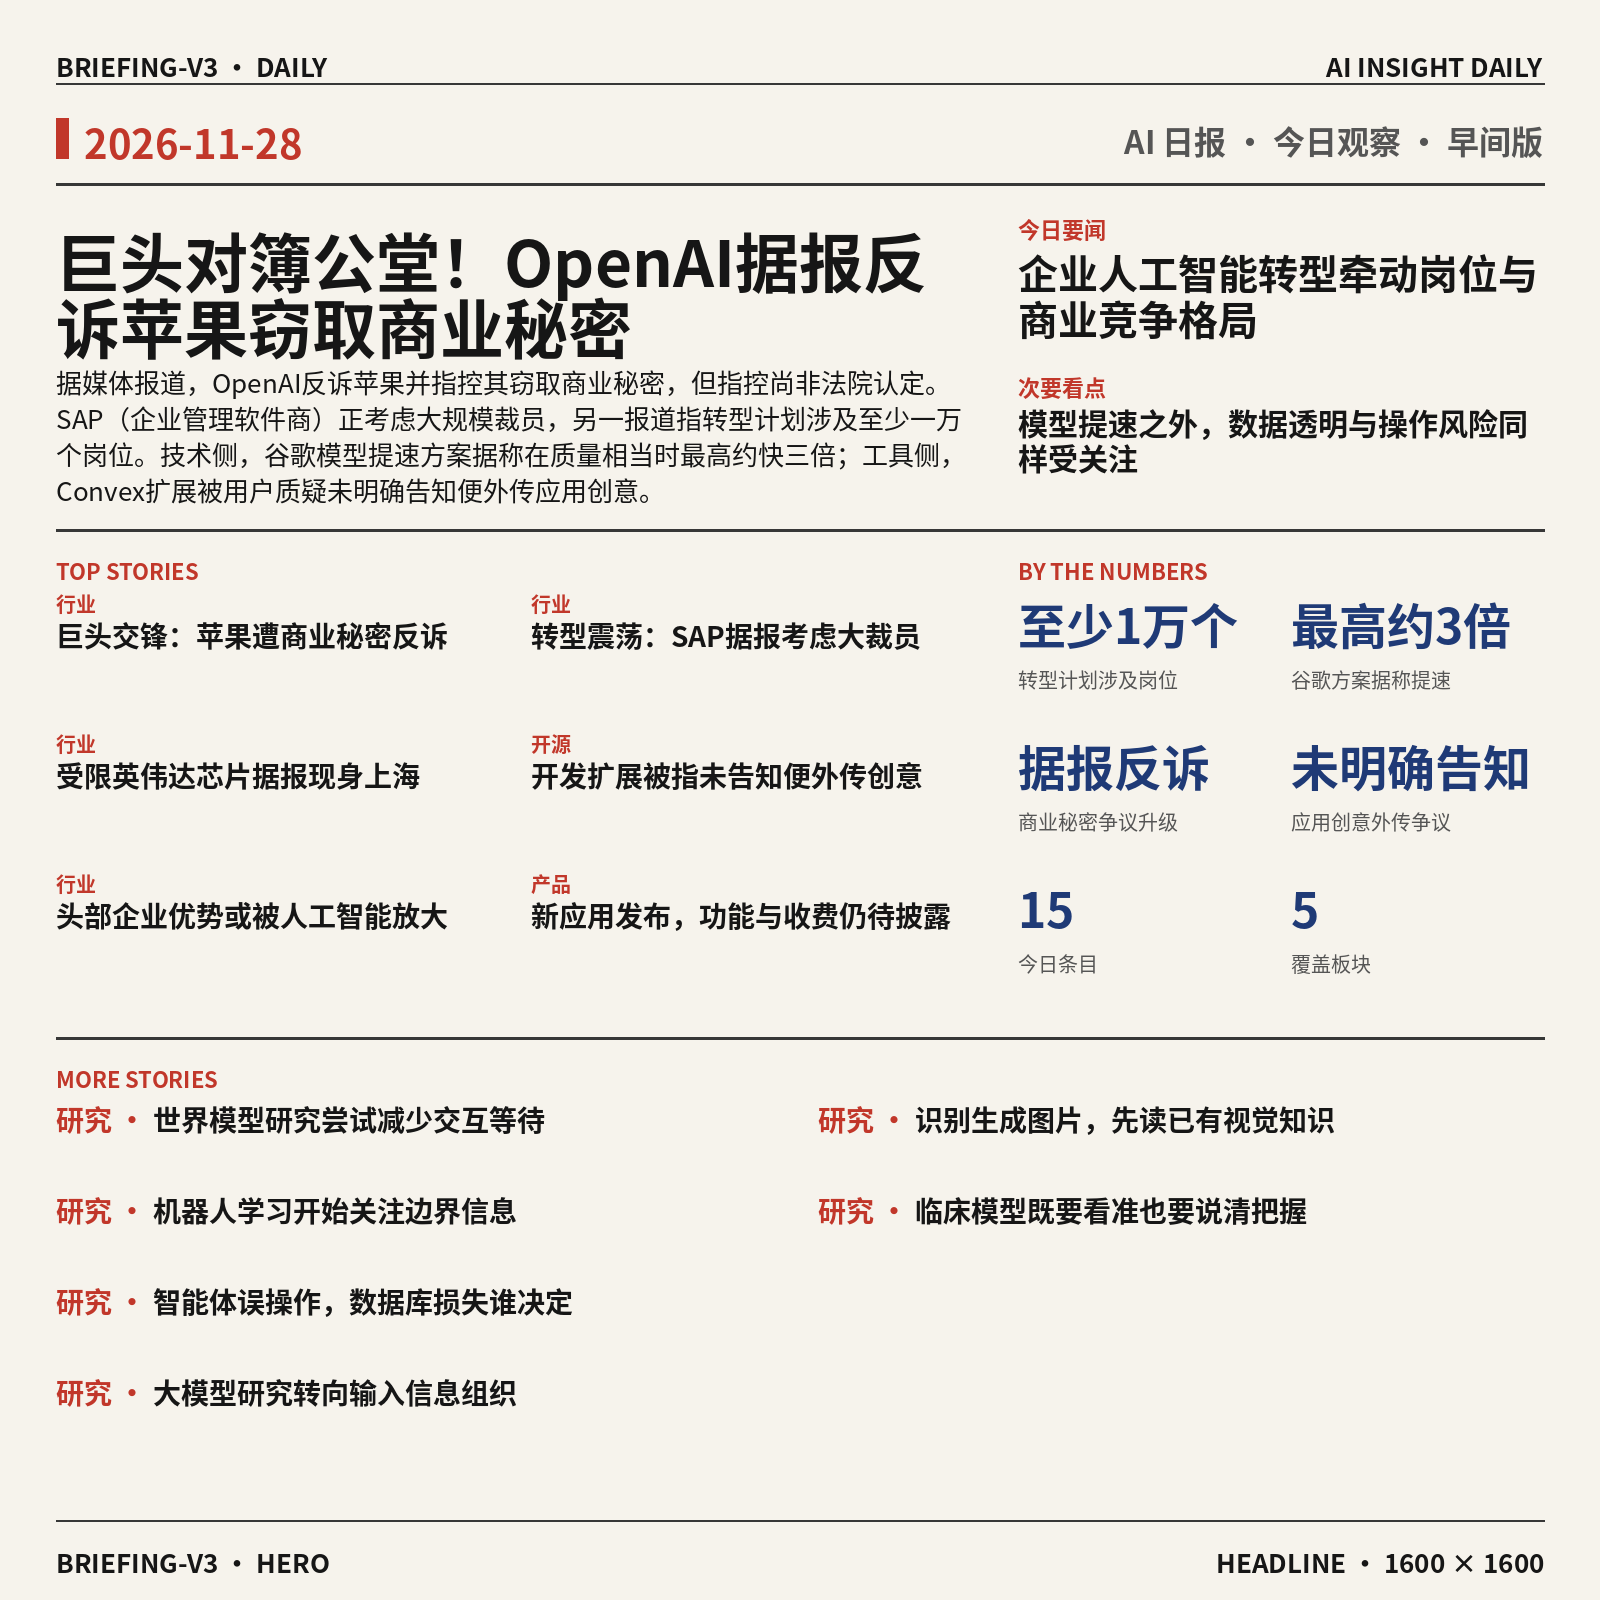 BRIEFING-V3 • DAILY
AI INSIGHT DAILY
2026-11-28
AI 日报 • 今日观察 • 早间版
巨头对簿公堂！OpenAI据报反
诉苹果窃取商业秘密
据媒体报道，OpenAI反诉苹果并指控其窃取商业秘密，但指控尚非法院认定。
SAP（企业管理软件商）正考虑大规模裁员，另一报道指转型计划涉及至少一万
个岗位。技术侧，谷歌模型提速方案据称在质量相当时最高约快三倍；工具侧，
Convex扩展被用户质疑未明确告知便外传应用创意。
今日要闻
企业人工智能转型牵动岗位与
商业竞争格局
次要看点
模型提速之外，数据透明与操作风险同
样受关注
TOP STORIES
行业
巨头交锋：苹果遭商业秘密反诉
行业
转型震荡：SAP据报考虑大裁员
行业
受限英伟达芯片据报现身上海
开源
开发扩展被指未告知便外传创意
行业
头部企业优势或被人工智能放大
产品
新应用发布，功能与收费仍待披露
BY THE NUMBERS
至少1万个
转型计划涉及岗位
最高约3倍
谷歌方案据称提速
据报反诉
商业秘密争议升级
未明确告知
应用创意外传争议
15
今日条目
5
覆盖板块
MORE STORIES
研究 • 世界模型研究尝试减少交互等待
研究 • 识别生成图片，先读已有视觉知识
研究 • 机器人学习开始关注边界信息
研究 • 临床模型既要看准也要说清把握
研究 • 智能体误操作，数据库损失谁决定
研究 • 大模型研究转向输入信息组织
BRIEFING-V3 • HERO
HEADLINE • 1600 × 1600